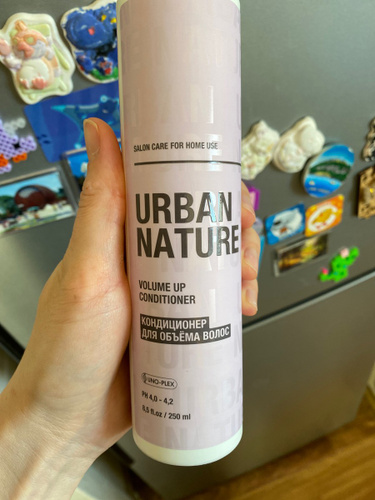 SALON CARE FOR HOME USE
URBAN
NATURE
VOLUME UP
CONDITIONER
КОНДИЦИОНЕР
ДЛЯ ОБЪЁМА ВОЛОС
UNO-PLEX
PH 4,0 - 4,2
8,5 fl.oz / 250 ml